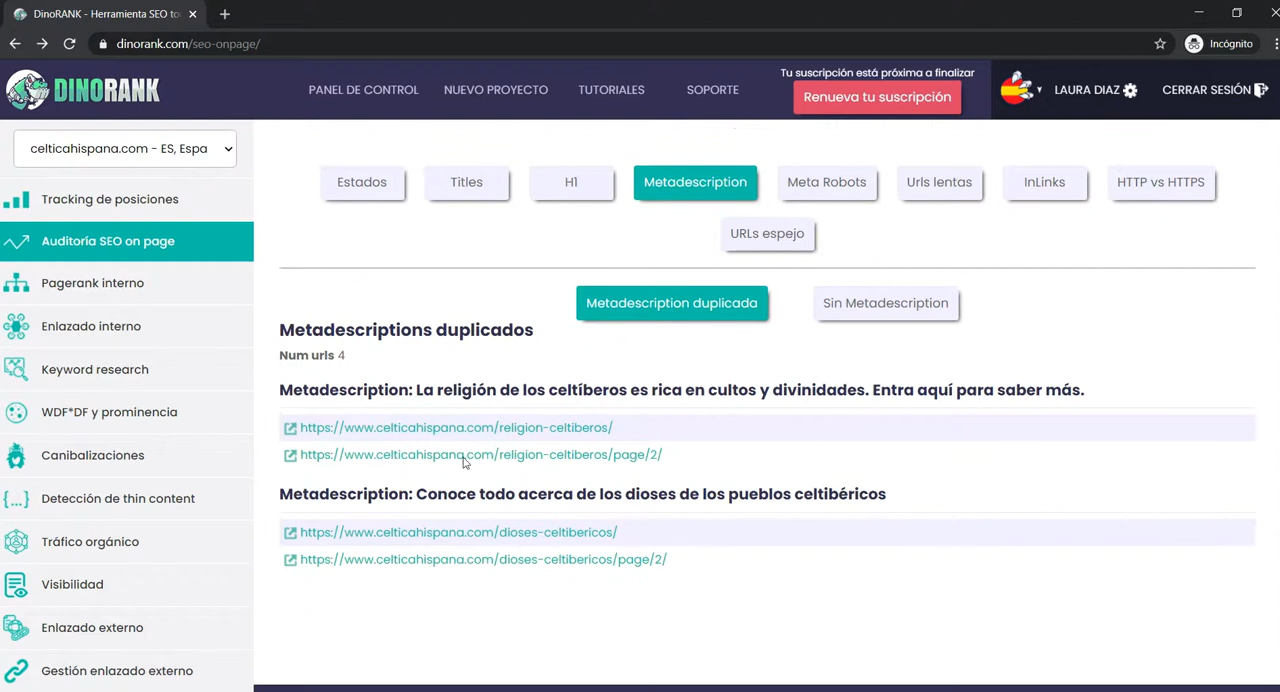 DinoRANK - Herramienta SEO to
dinorank.com/seo-onpage/
Incógnito
DINORANK
PANEL DE CONTROL
NUEVO PROYECTO
TUTORIALES
SOPORTE
Tu suscripción está próxima a finalizar
Renueva tu suscripción
LAURA DIAZ
CERRAR SESIÓN
celticahispana.com - ES, Espa
Tracking de posiciones
Auditoría SEO on page
Pagerank interno
Enlazado interno
Keyword research
WDF*DF y prominencia
Canibalizaciones
Detección de thin content
Tráfico orgánico
Visibilidad
Enlazado externo
Gestión enlazado externo
Estados
Titles
H1
Metadescription
Meta Robots
Urls lentas
InLinks
HTTP vs HTTPS
URLs espejo
Metadescription duplicada
Sin Metadescription
Metadescriptions duplicados
Num urls 4
Metadescription: La religión de los celtíberos es rica en cultos y divinidades. Entra aquí para saber más.
https://www.celticahispana.com/religion-celtiberos/
https://www.celticahispana.com/religion-celtiberos/page/2/
Metadescription: Conoce todo acerca de los dioses de los pueblos celtibéricos
https://www.celticahispana.com/dioses-celtibericos/
https://www.celticahispana.com/dioses-celtibericos/page/2/